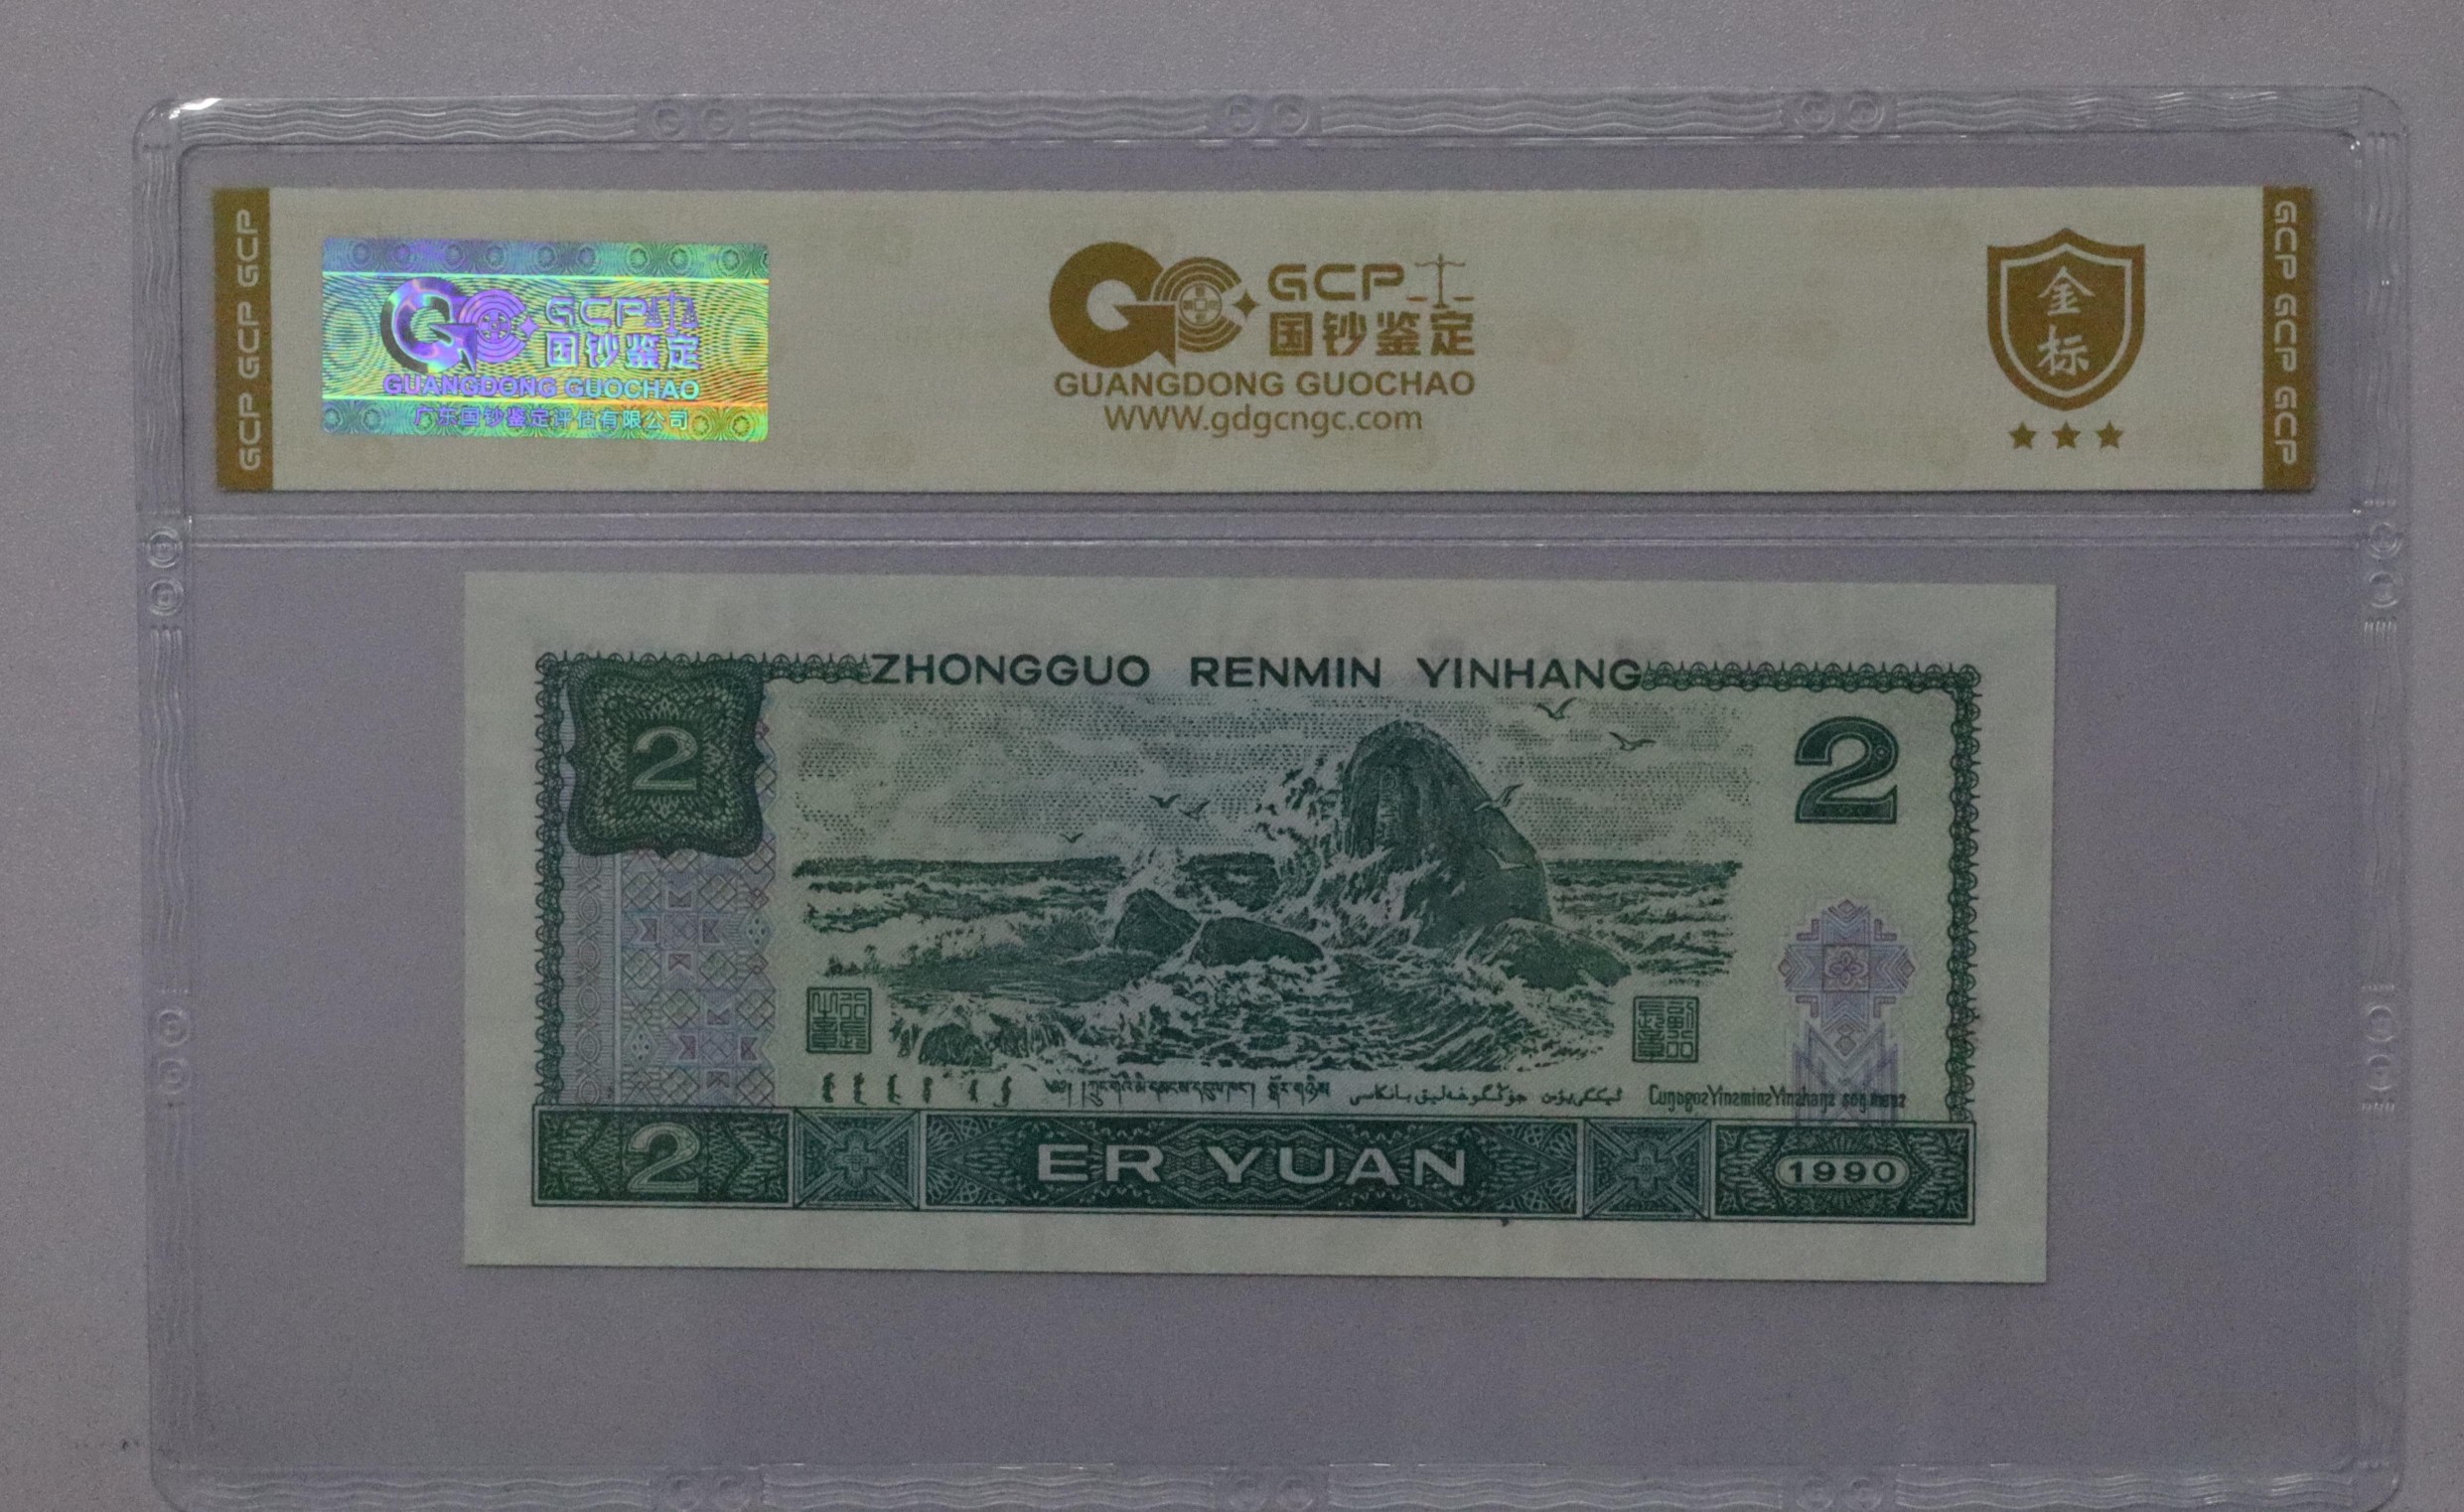 GCP GCP GCP
GCP
国钞鉴定
GUANGDONG GUOCHAO
广东国钞鉴定评估有限公司
GC GCP
国钞鉴定
GUANGDONG GUOCHAO
WWW.gdgcngc.com
金
标
GCP GCP GCP
ZHONGGUO RENMIN YINHANG
2
2
2
ER YUAN
1990